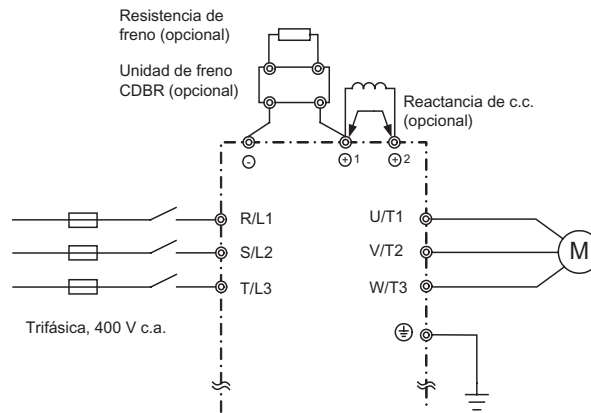 Resistencia de
freno (opcional)
Unidad de freno
CDBR (opcional)
Reactancia de c.c.
(opcional)
-
+ 1
+ 2
R/L1
U/T1
S/L2
V/T2
M
T/L3
W/T3
Trifásica, 400 V c.a.